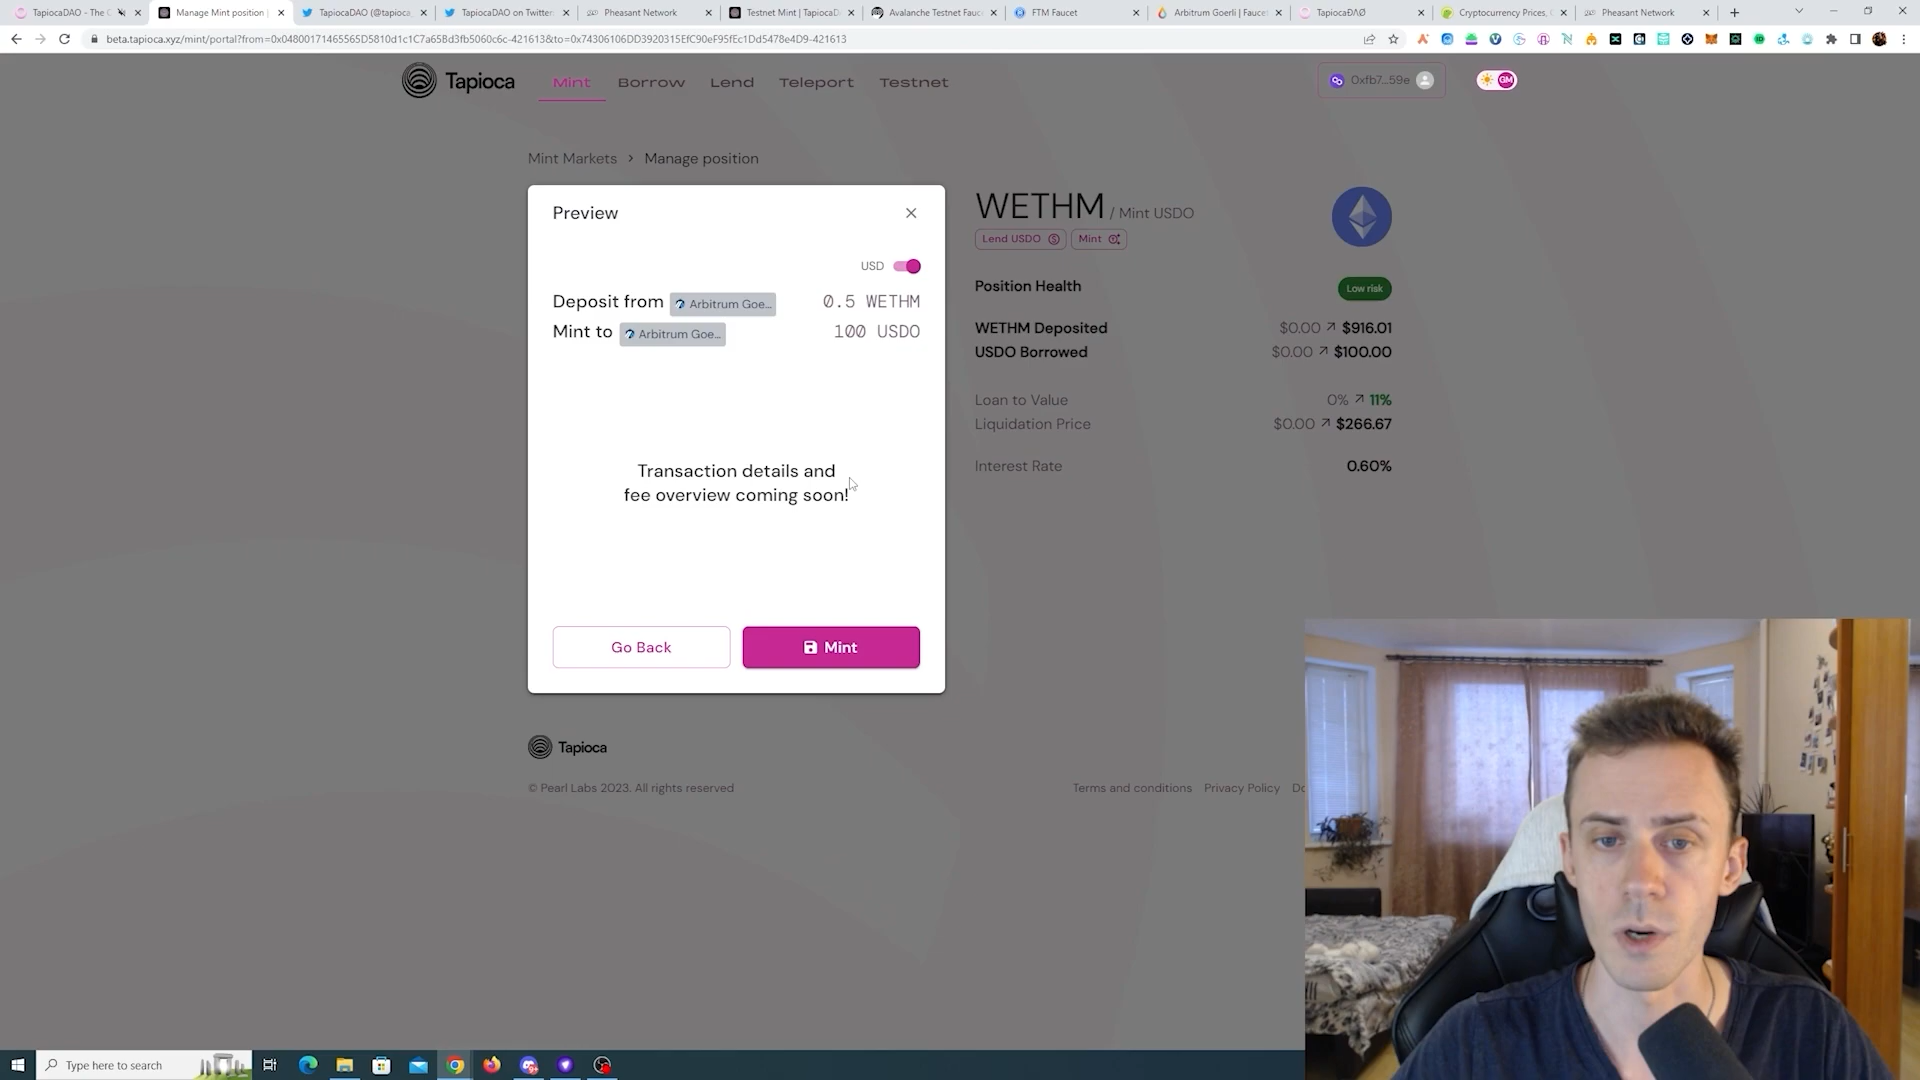 TapiocaDAO - The C
Manage Mint position |
TapiocaDAO (@tapioca_
TapiocaDAO on Twitter:
Pheasant Network
Testnet Mint | TapiocaD
Avalanche Testnet Fauc
FTM Faucet
Arbitrum Goerli | Faucet
TapiocaĐΛØ
Cryptocurrency Prices, C
Pheasant Network
beta.tapioca.xyz/mint/portal?from=0x04800171465565D5810d1c1C7a65Bd3fb5060c6c-421613&to=0x74306106DD3920315EfC90eF95fEc1Dd5478e4D9-421613
Tapioca
Mint
Borrow
Lend
Teleport
Testnet
0xfb7...59e
GM
Mint Markets > Manage position
Preview
USD
Deposit from Arbitrum Goe... 0.5 WETHM
Mint to Arbitrum Goe... 100 USDO
Transaction details and
fee overview coming soon!
Go Back
Mint
WETHM / Mint USDO
Lend USDO
Mint
Position Health
Low risk
WETHM Deposited $0.00 ↗ $916.01
USDO Borrowed $0.00 ↗ $100.00
Loan to Value 0% ↗ 11%
Liquidation Price $0.00 ↗ $266.67
Interest Rate 0.60%
Tapioca
© Pearl Labs 2023. All rights reserved
Terms and conditions
Privacy Policy
Type here to search